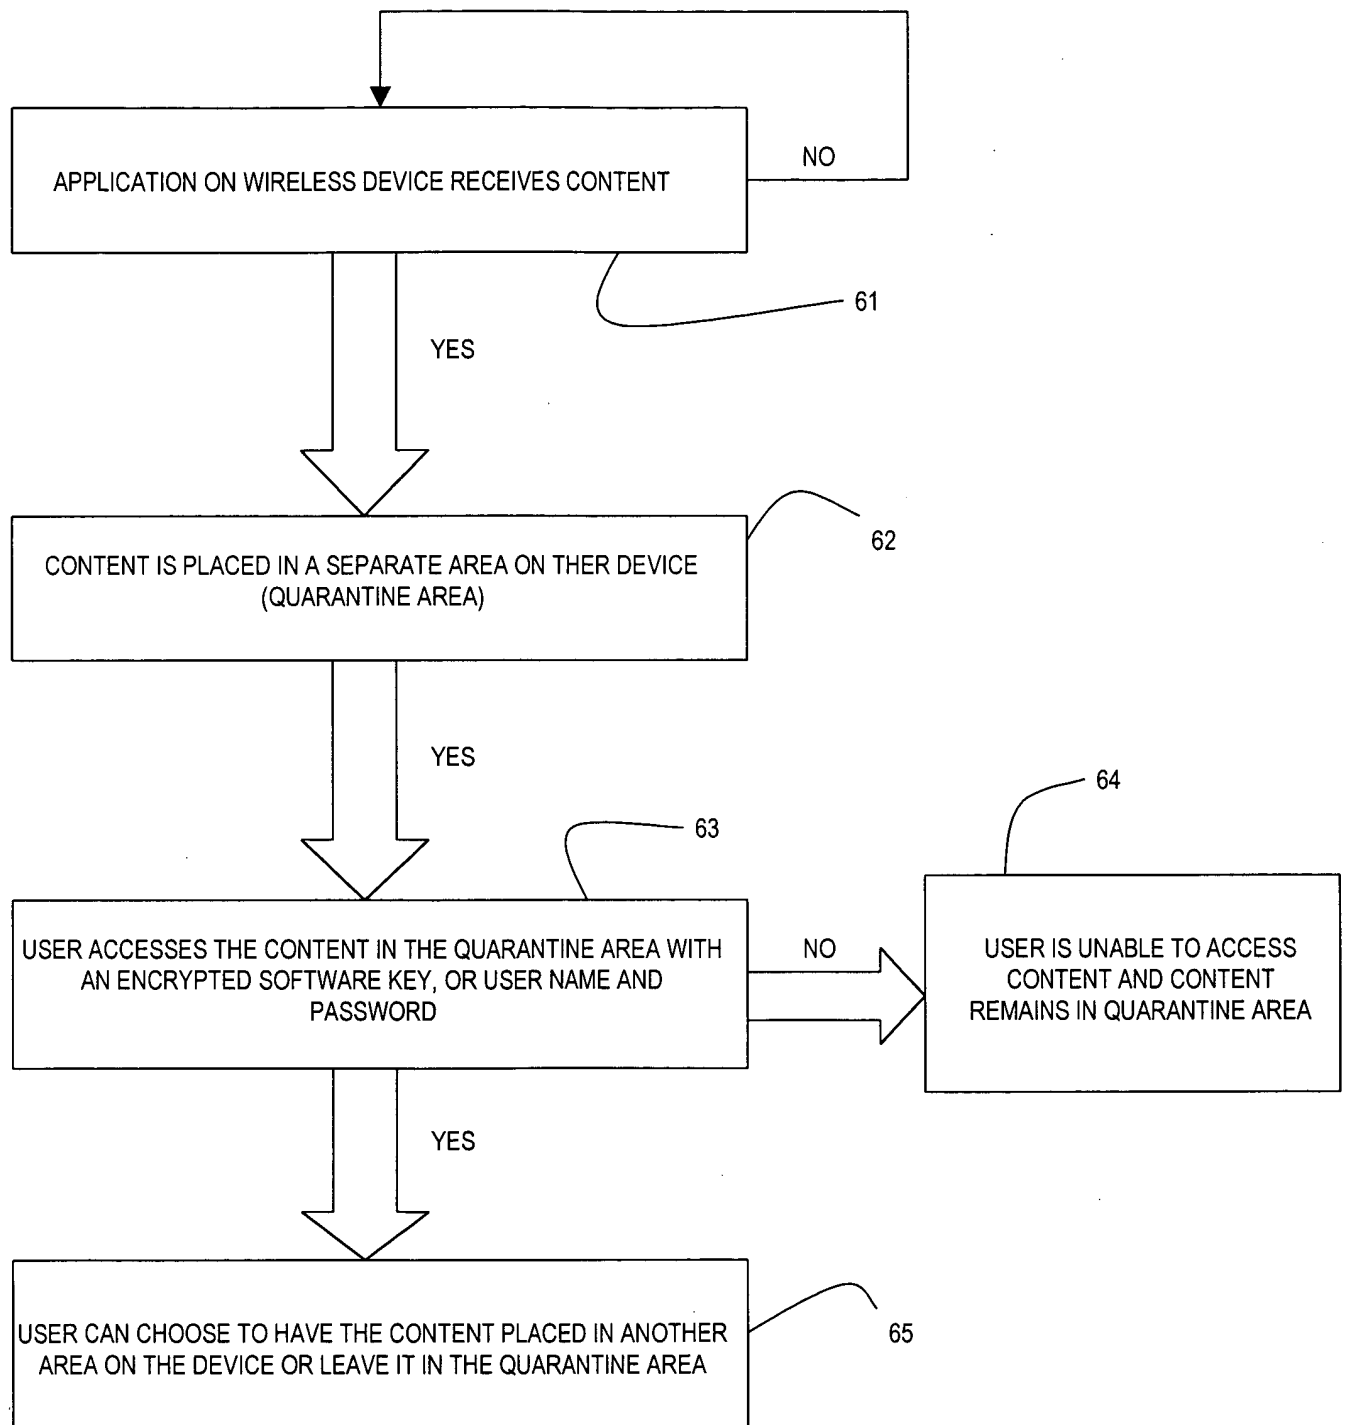 NO
APPLICATION ON WIRELESS DEVICE RECEIVES CONTENT
61
YES
62
CONTENT IS PLACED IN A SEPARATE AREA ON THER DEVICE
(QUARANTINE AREA)
YES
64
63
USER ACCESSES THE CONTENT IN THE QUARANTINE AREA WITH
AN ENCRYPTED SOFTWARE KEY, OR USER NAME AND
PASSWORD
NO
USER IS UNABLE TO ACCESS
CONTENT AND CONTENT
REMAINS IN QUARANTINE AREA
YES
USER CAN CHOOSE TO HAVE THE CONTENT PLACED IN ANOTHER
AREA ON THE DEVICE OR LEAVE IT IN THE QUARANTINE AREA
65